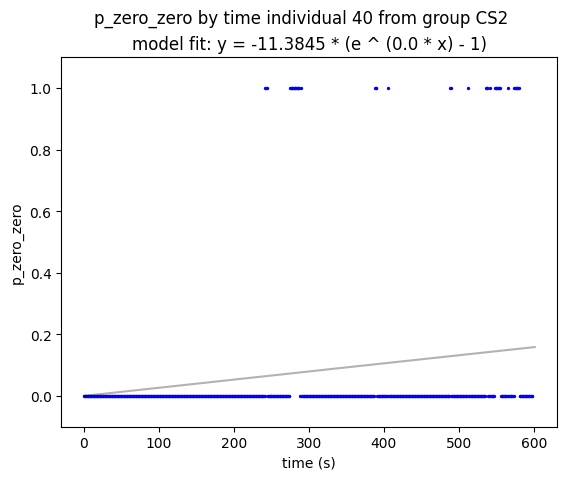 p_zero_zero by time individual 40 from group CS2
model fit: y = -11.3845 * (e ^ (0.0 * x) - 1)
1.0
0.8
0.6
0.4
0.2
0.0
p_zero_zero
0 100 200 300 400 500 600
time (s)